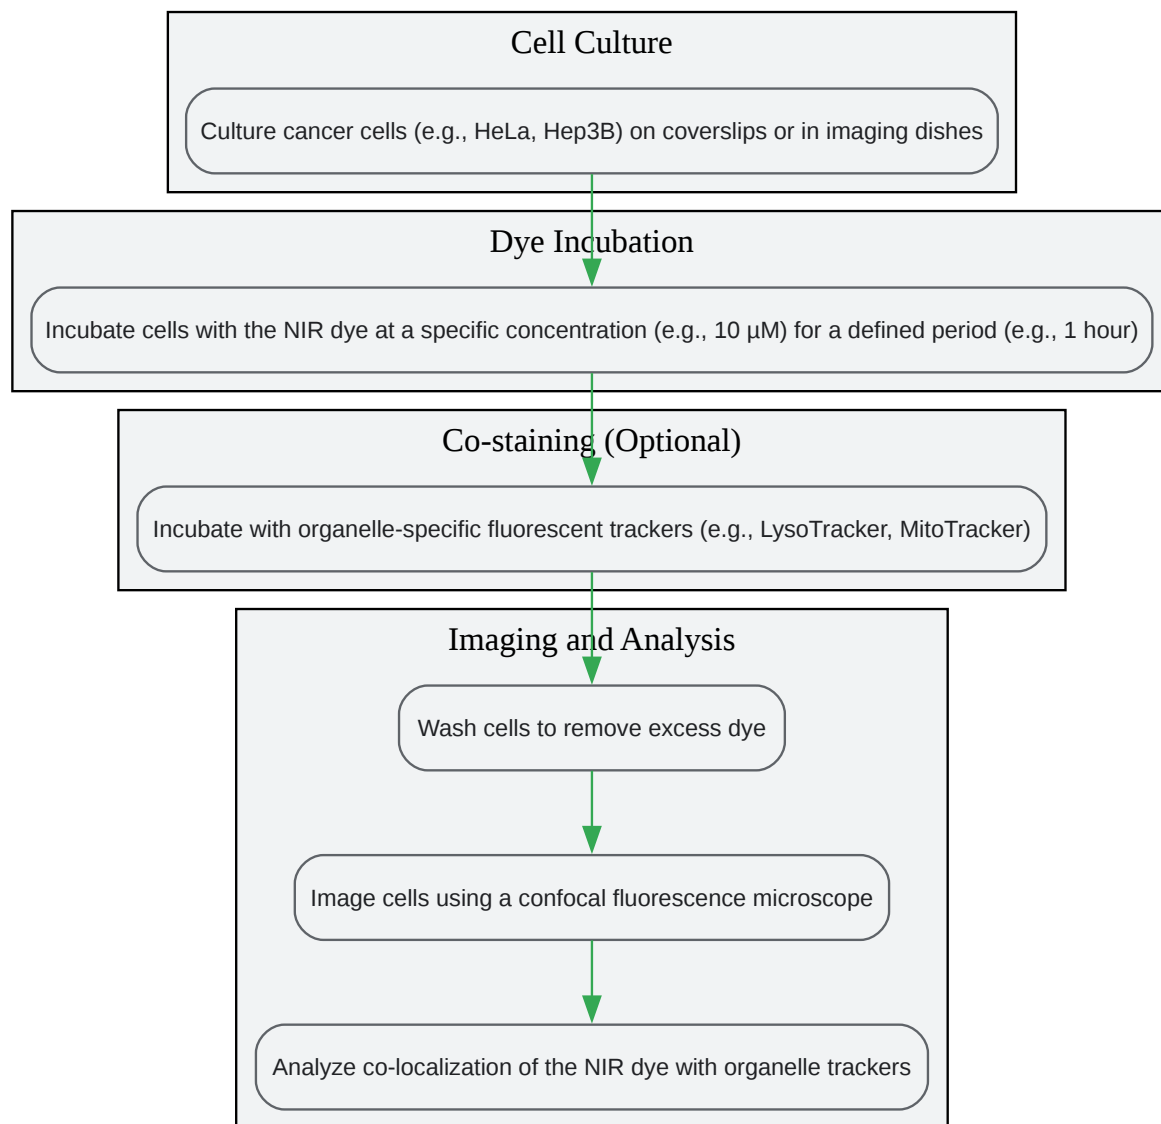 Cell Culture
Culture cancer cells (e.g., HeLa, Hep3B) on coverslips or in imaging dishes
Dye Incubation
Incubate cells with the NIR dye at a specific concentration (e.g., 10 µM) for a defined period (e.g., 1 hour)
Co-staining (Optional)
Incubate with organelle-specific fluorescent trackers (e.g., LysoTracker, MitoTracker)
Imaging and Analysis
Wash cells to remove excess dye
Image cells using a confocal fluorescence microscope
Analyze co-localization of the NIR dye with organelle trackers